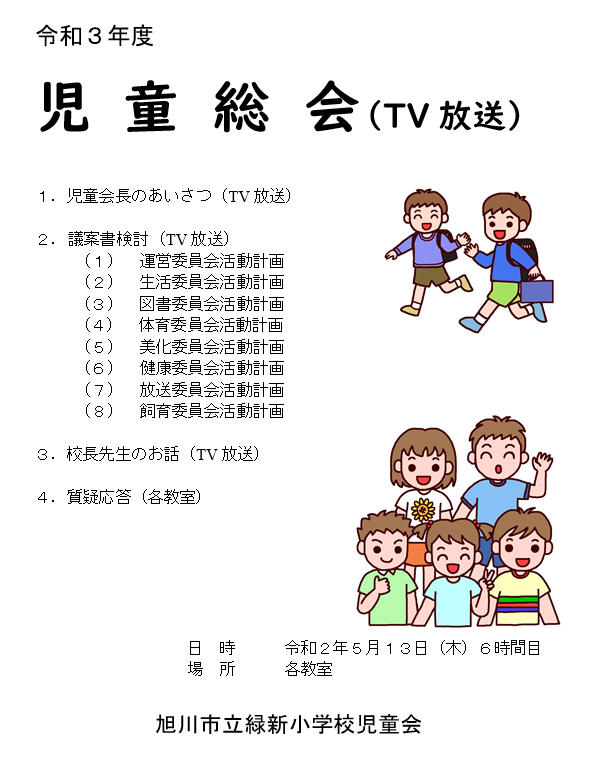 令和３年度
児童総会（TV 放送）
１．児童会長のあいさつ（TV 放送）
２．議案書検討（TV 放送）
（１）　運営委員会活動計画
（２）　生活委員会活動計画
（３）　図書委員会活動計画
（４）　体育委員会活動計画
（５）　美化委員会活動計画
（６）　健康委員会活動計画
（７）　放送委員会活動計画
（８）　飼育委員会活動計画
３．校長先生のお話（TV 放送）
４．質疑応答（各教室）
日　時　　　令和２年５月１３日（木）６時間目
場　所　　　各教室
旭川市立緑新小学校児童会